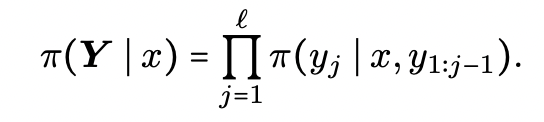 π(Y | x) = ∏_{j=1}^{ℓ} π(y_j | x, y_{1:j−1}).